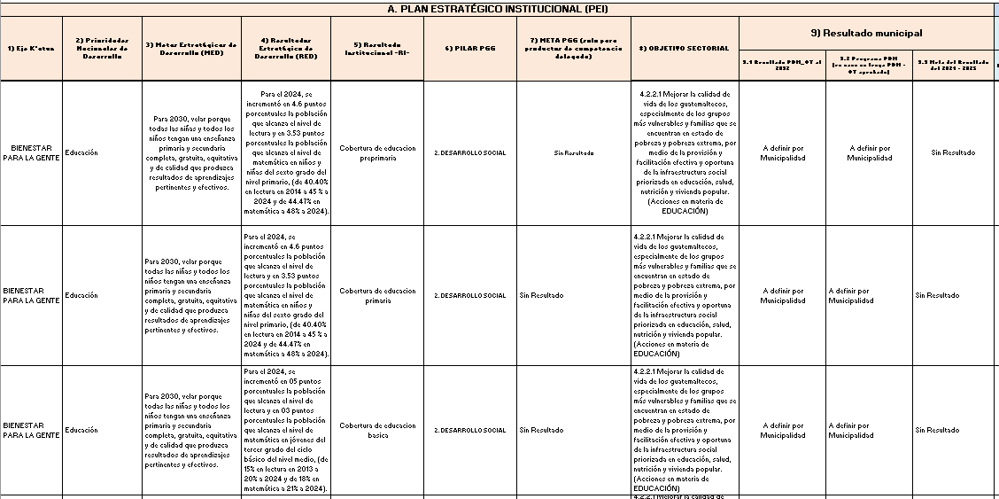 A. PLAN ESTRATÉGICO INSTITUCIONAL (PEI)
1) Eje K'atun
2) Prioridades
Nacionales de
Desarrollo
3) Metas Estratégicas de
Desarrollo (MED)
4) Resultados
Estratégicos de
Desarrollo (RED)
5) Resultado
Institucional -RI-
6) PILAR PGG
7) META PGG (solo para
productos de competencia
delegada)
8) OBJETIVO SECTORIAL
9) Resultado municipal
9.1 Resultado PDM_OT al
2032
9.2 Programa PDM
OT aprobado)
9.3 Meta del Resultado
del 2021 - 2025
BIENESTAR
PARA LA GENTE
Educación
Para 2030, velar porque
todas las niñas y todos los
niños tengan una enseñanza
primaria y secundaria
completa, gratuita, equitativa
y de calidad que produzca
resultados de aprendizajes
pertinentes y efectivos.
Para el 2024, se
incrementó en 4.6 puntos
porcentuales la población
que alcanza el nivel de
lectura y en 3.53 puntos
porcentuales la población
que alcanza el nivel de
matemática en niños y
niñas del sexto grado del
nivel primario, (de 40.40%
en lectura en 2014 a 45 % a
2024 y de 44.47% en
matemática a 48% a 2024).
Cobertura de educacion
preprimaria
2. DESARROLLO SOCIAL
Sin Resultado
4.2.2.1 Mejorar la calidad de
vida de los guatemaltecos,
especialmente de los grupos
más vulnerables y familias que se
encuentran en estado de
pobreza y pobreza extrema, por
medio de la provisión y
facilitación efectiva y oportuna
de la infraestructura social
priorizada en educación, salud,
nutrición y vivienda popular.
(Acciones en materia de
EDUCACIÓN)
A definir por
Municipalidad
A definir por
Municipalidad
Sin Resultado
BIENESTAR
PARA LA GENTE
Educación
Para 2030, velar porque
todas las niñas y todos los
niños tengan una enseñanza
primaria y secundaria
completa, gratuita, equitativa
y de calidad que produzca
resultados de aprendizajes
pertinentes y efectivos.
Para el 2024, se
incrementó en 4.6 puntos
porcentuales la población
que alcanza el nivel de
lectura y en 3.53 puntos
porcentuales la población
que alcanza el nivel de
matemática en niños y
niñas del sexto grado del
nivel primario, (de 40.40%
en lectura en 2014 a 45 % a
2024 y de 44.47% en
matemática a 48% a 2024).
Cobertura de educacion
primaria
2. DESARROLLO SOCIAL
Sin Resultado
4.2.2.1 Mejorar la calidad de
vida de los guatemaltecos,
especialmente de los grupos
más vulnerables y familias que se
encuentran en estado de
pobreza y pobreza extrema, por
medio de la provisión y
facilitación efectiva y oportuna
de la infraestructura social
priorizada en educación, salud,
nutrición y vivienda popular.
(Acciones en materia de
EDUCACIÓN)
A definir por
Municipalidad
A definir por
Municipalidad
Sin Resultado
BIENESTAR
PARA LA GENTE
Educación
Para 2030, velar porque
todas las niñas y todos los
niños tengan una enseñanza
primaria y secundaria
completa, gratuita, equitativa
y de calidad que produzca
resultados de aprendizajes
pertinentes y efectivos.
Para el 2024, se
incrementó en 05 puntos
porcentuales la población
que alcanza el nivel de
lectura y en 03 puntos
porcentuales la población
que alcanza el nivel de
matemática en jóvenes del
tercer grado del ciclo
básico del nivel medio, (de
15% en lectura en 2013 a
20% a 2024 y de 18% en
matemática a 21% a 2024).
Cobertura de educacion
basica
2. DESARROLLO SOCIAL
Sin Resultado
4.2.2.1 Mejorar la calidad de
vida de los guatemaltecos,
especialmente de los grupos
más vulnerables y familias que se
encuentran en estado de
pobreza y pobreza extrema, por
medio de la provisión y
facilitación efectiva y oportuna
de la infraestructura social
priorizada en educación, salud,
nutrición y vivienda popular.
(Acciones en materia de
EDUCACIÓN)
A definir por
Municipalidad
A definir por
Municipalidad
Sin Resultado
4.2.2.1 Mejorar la calidad de